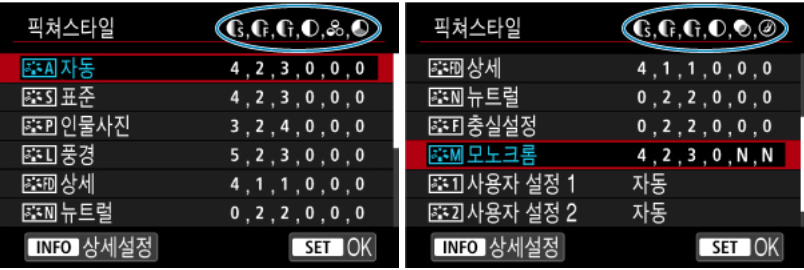 픽쳐스타일 S, F, T, , ,
A 자동 4 , 2 , 3 , 0 , 0 , 0
S 표준 4 , 2 , 3 , 0 , 0 , 0
P 인물사진 3 , 2 , 4 , 0 , 0 , 0
L 풍경 5 , 2 , 3 , 0 , 0 , 0
FD 상세 4 , 1 , 1 , 0 , 0 , 0
N 뉴트럴 0 , 2 , 2 , 0 , 0 , 0
INFO 상세설정 SET OK
픽쳐스타일 S, F, T, , ,
FD 상세 4 , 1 , 1 , 0 , 0 , 0
N 뉴트럴 0 , 2 , 2 , 0 , 0 , 0
F 충실설정 0 , 2 , 2 , 0 , 0 , 0
M 모노크롬 4 , 2 , 3 , 0 , N , N
1 사용자 설정 1 자동
2 사용자 설정 2 자동
INFO 상세설정 SET OK